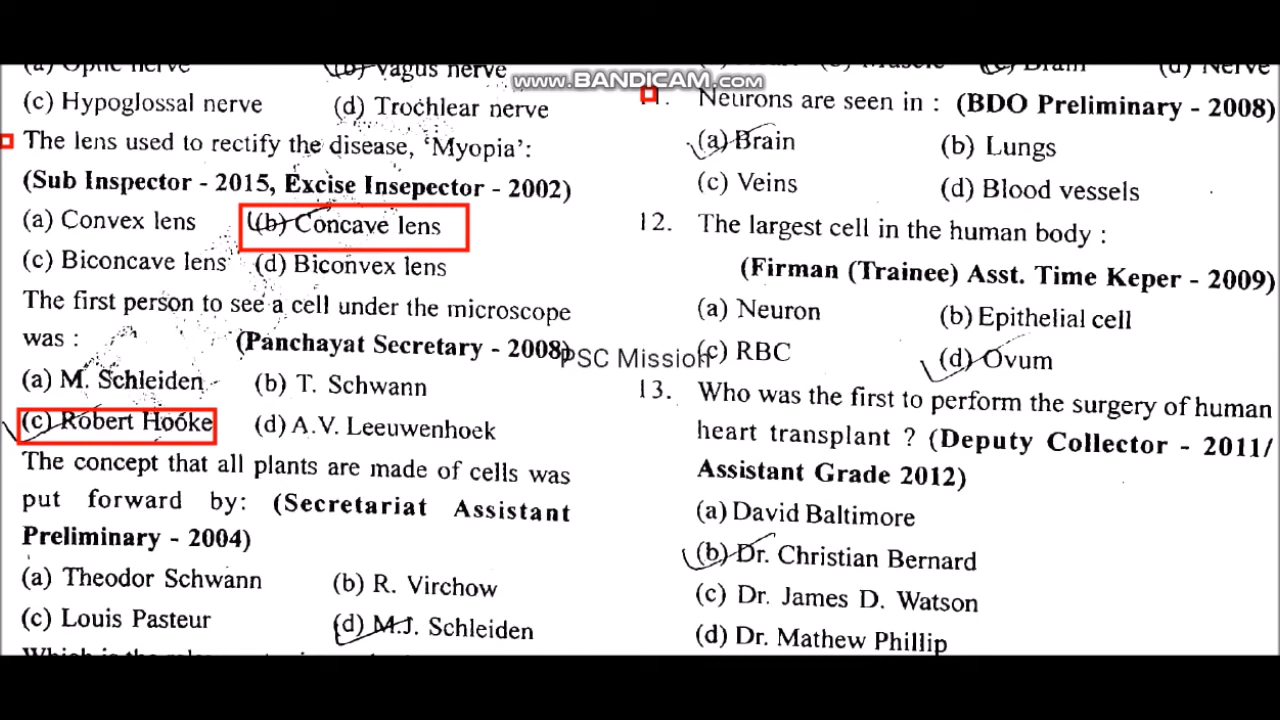 www.BANDICAM.com
(a) Optic nerve
(b) Vagus nerve
(c) Hypoglossal nerve
(d) Trochlear nerve
The lens used to rectify the disease, ‘Myopia’:
(Sub Inspector - 2015, Excise Insepector - 2002)
(a) Convex lens
(b) Concave lens
(c) Biconcave lens
(d) Biconvex lens
The first person to see a cell under the microscope
was : (Panchayat Secretary - 2008)
(a) M. Schleiden
(b) T. Schwann
(c) Robert Hooke
(d) A.V. Leeuwenhoek
The concept that all plants are made of cells was
put forward by: (Secretariat Assistant
Preliminary - 2004)
(a) Theodor Schwann
(b) R. Virchow
(c) Louis Pasteur
(d) M.J. Schleiden
PSC Mission
(b) Muscle
(c) Brain
(d) Nerve
Neurons are seen in : (BDO Preliminary - 2008)
(a) Brain
(b) Lungs
(c) Veins
(d) Blood vessels
12. The largest cell in the human body :
(Firman (Trainee) Asst. Time Keper - 2009)
(a) Neuron
(b) Epithelial cell
(c) RBC
(d) Ovum
13. Who was the first to perform the surgery of human
heart transplant ? (Deputy Collector - 2011/
Assistant Grade 2012)
(a) David Baltimore
(b) Dr. Christian Bernard
(c) Dr. James D. Watson
(d) Dr. Mathew Phillip